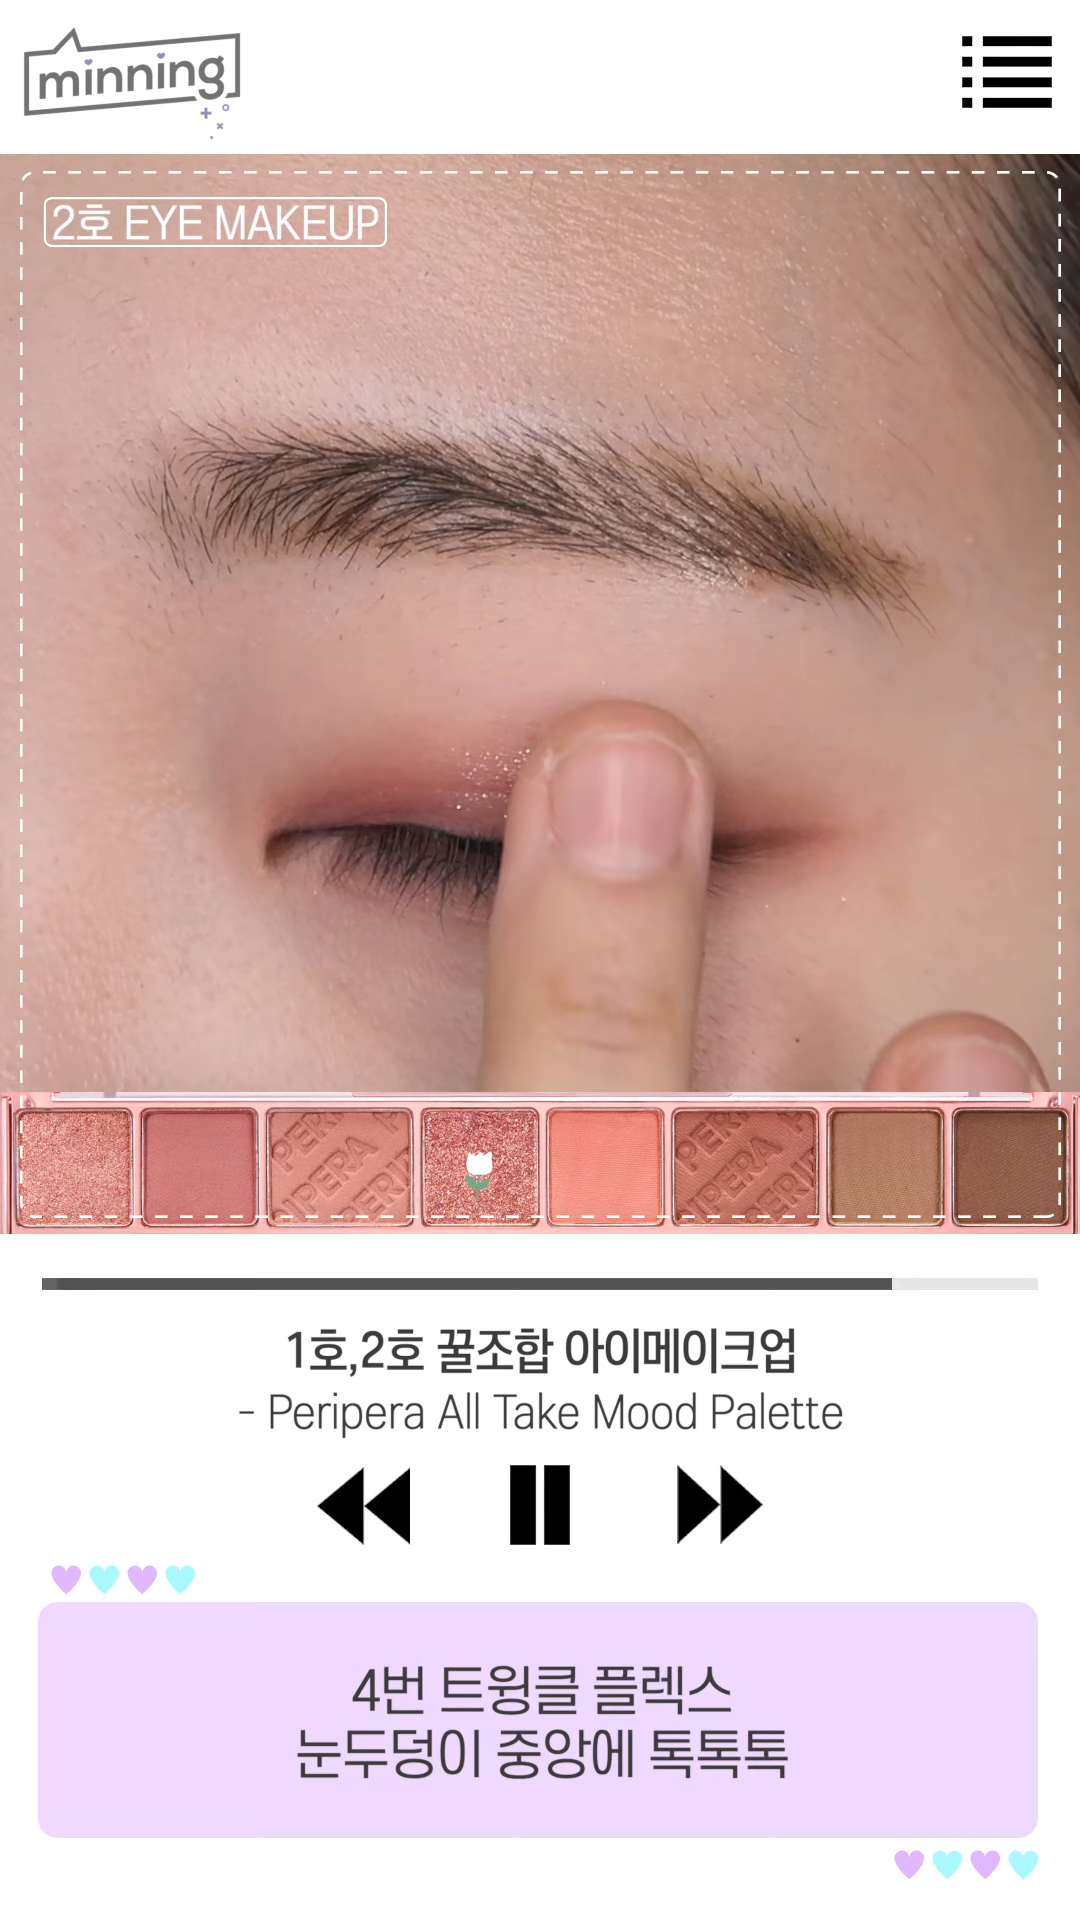 minning
2호 EYE MAKEUP
PERIPERA
PERIPERA
1호,2호 꿀조합 아이메이크업
- Peripera All Take Mood Palette
4번 트윙클 플렉스
눈두덩이 중앙에 톡톡톡